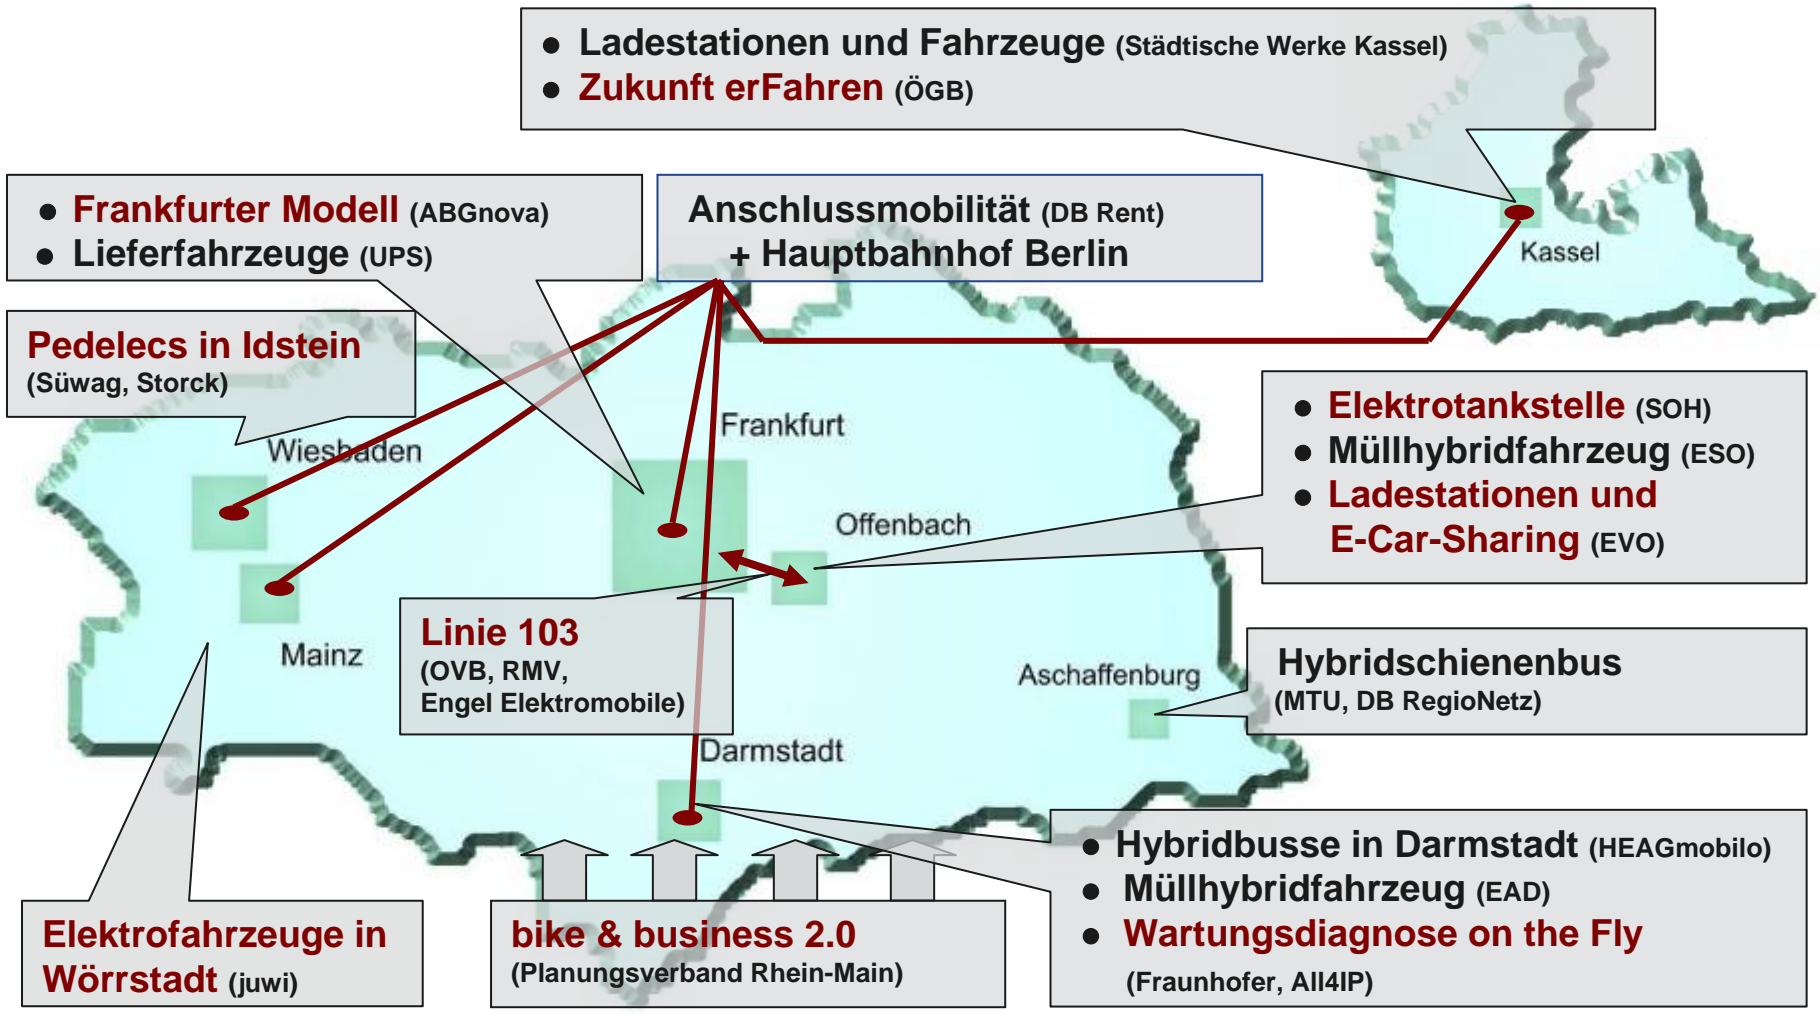 ● Ladestationen und Fahrzeuge (Städtische Werke Kassel)
● Zukunft erFahren (ÖGB)
● Frankfurter Modell (ABGnova)
● Lieferfahrzeuge (UPS)
Anschlussmobilität (DB Rent)
+ Hauptbahnhof Berlin
Kassel
Pedelecs in Idstein
(Süwag, Storck)
Wiesbaden
Frankfurt
● Elektrotankstelle (SOH)
● Müllhybridfahrzeug (ESO)
● Ladestationen und
E-Car-Sharing (EVO)
Offenbach
Linie 103
(OVB, RMV,
Engel Elektromobile)
Mainz
Aschaffenburg
Hybridschienenbus
(MTU, DB RegioNetz)
Darmstadt
● Hybridbusse in Darmstadt (HEAGmobilo)
● Müllhybridfahrzeug (EAD)
● Wartungsdiagnose on the Fly
(Fraunhofer, All4IP)
Elektrofahrzeuge in
Wörrstadt (juwi)
bike & business 2.0
(Planungsverband Rhein-Main)